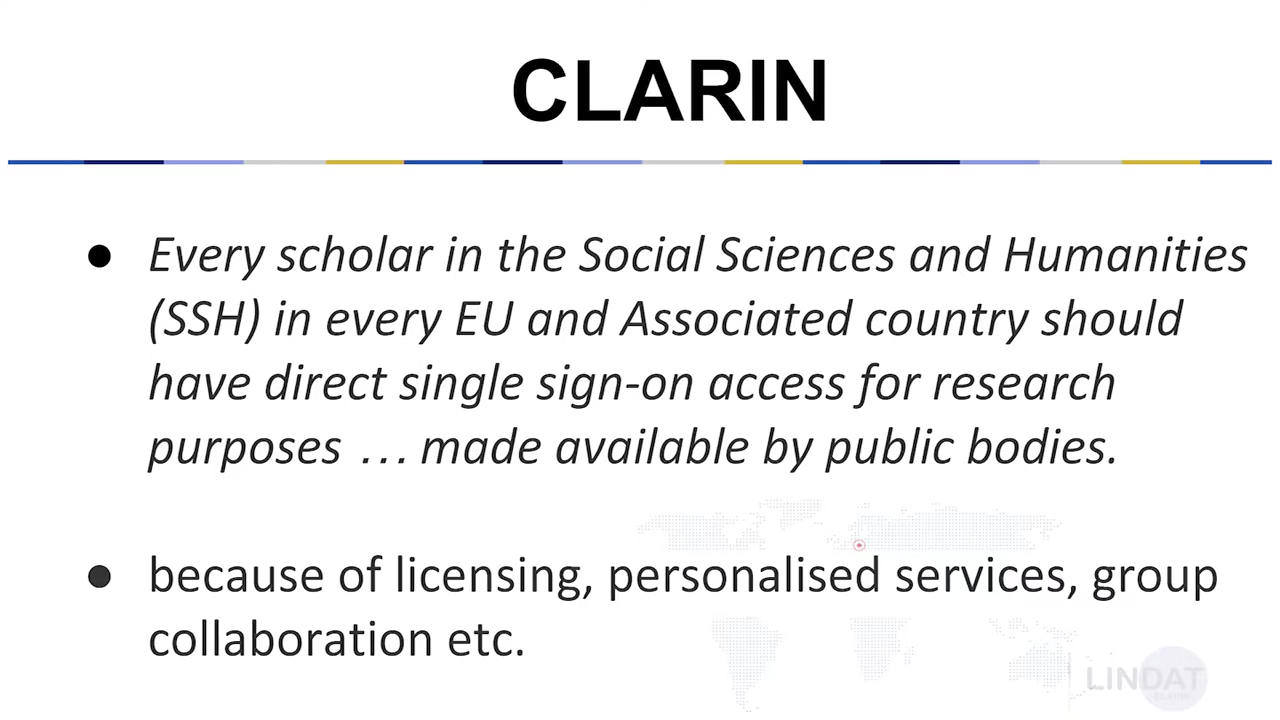 CLARIN
● Every scholar in the Social Sciences and Humanities
(SSH) in every EU and Associated country should
have direct single sign-on access for research
purposes … made available by public bodies.
● because of licensing, personalised services, group
collaboration etc.
LINDAT
CLARIN